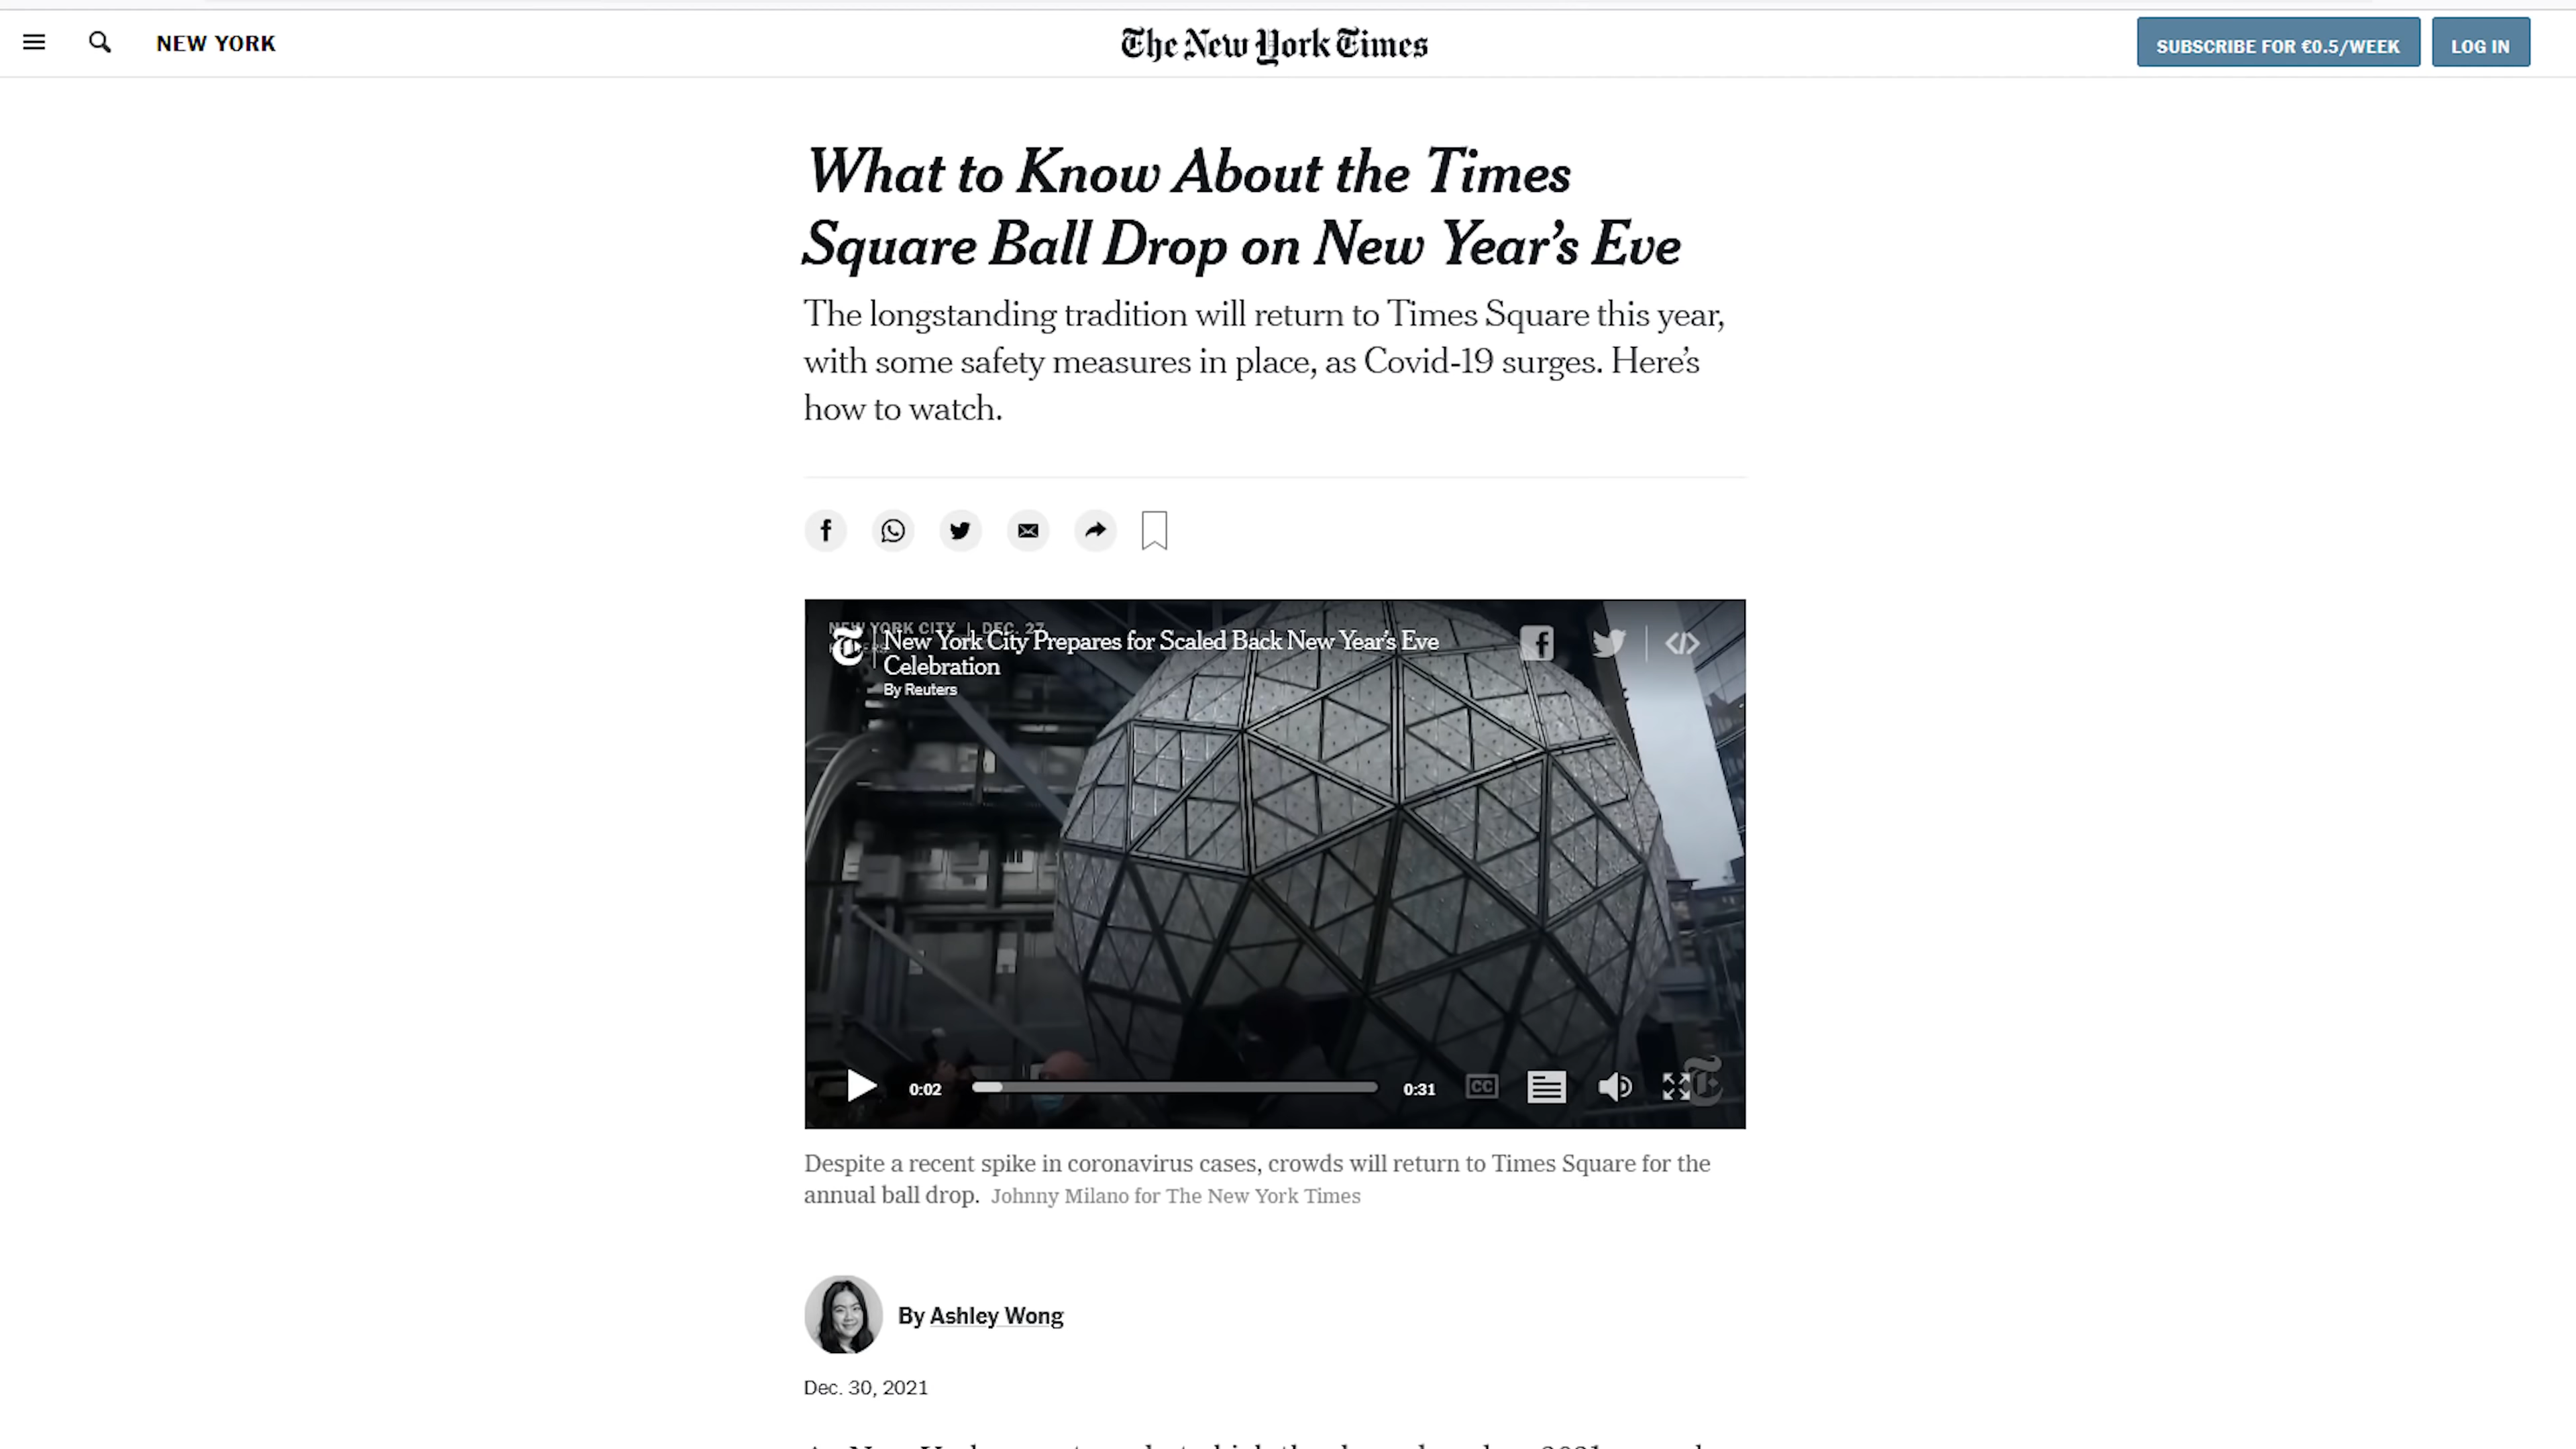 NEW YORK
The New York Times
SUBSCRIBE FOR €0.5/WEEK
LOG IN
What to Know About the Times
Square Ball Drop on New Year's Eve
The longstanding tradition will return to Times Square this year,
with some safety measures in place, as Covid-19 surges. Here's
how to watch.
NEW YORK CITY | DEC. 27
New York City Prepares for Scaled Back New Year's Eve
Celebration
By Reuters
0:02
0:31
CC
Despite a recent spike in coronavirus cases, crowds will return to Times Square for the
annual ball drop. Johnny Milano for The New York Times
By Ashley Wong
Dec. 30, 2021